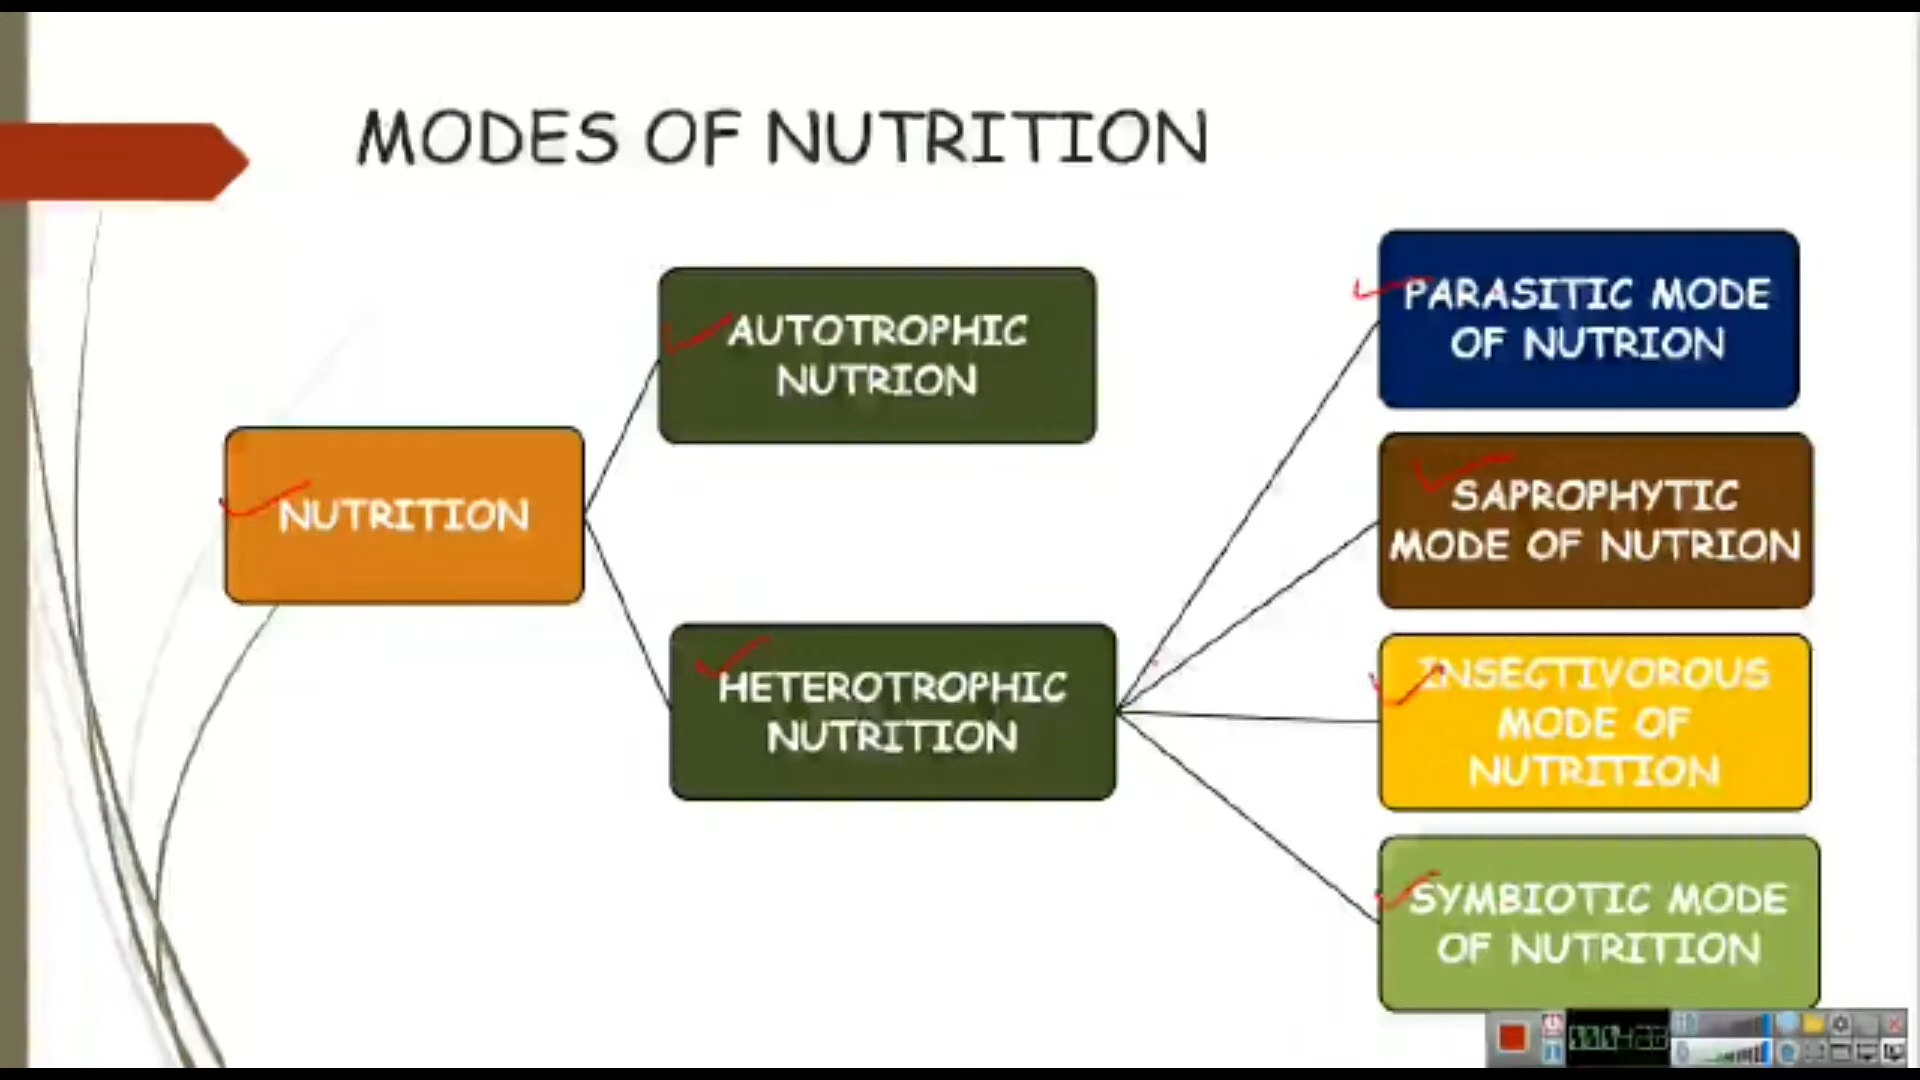 MODES OF NUTRITION
AUTOTROPHIC
NUTRION
NUTRITION
HETEROTROPHIC
NUTRITION
PARASITIC MODE
OF NUTRION
SAPROPHYTIC
MODE OF NUTRION
INSECTIVOROUS
MODE OF
NUTRITION
SYMBIOTIC MODE
OF NUTRITION